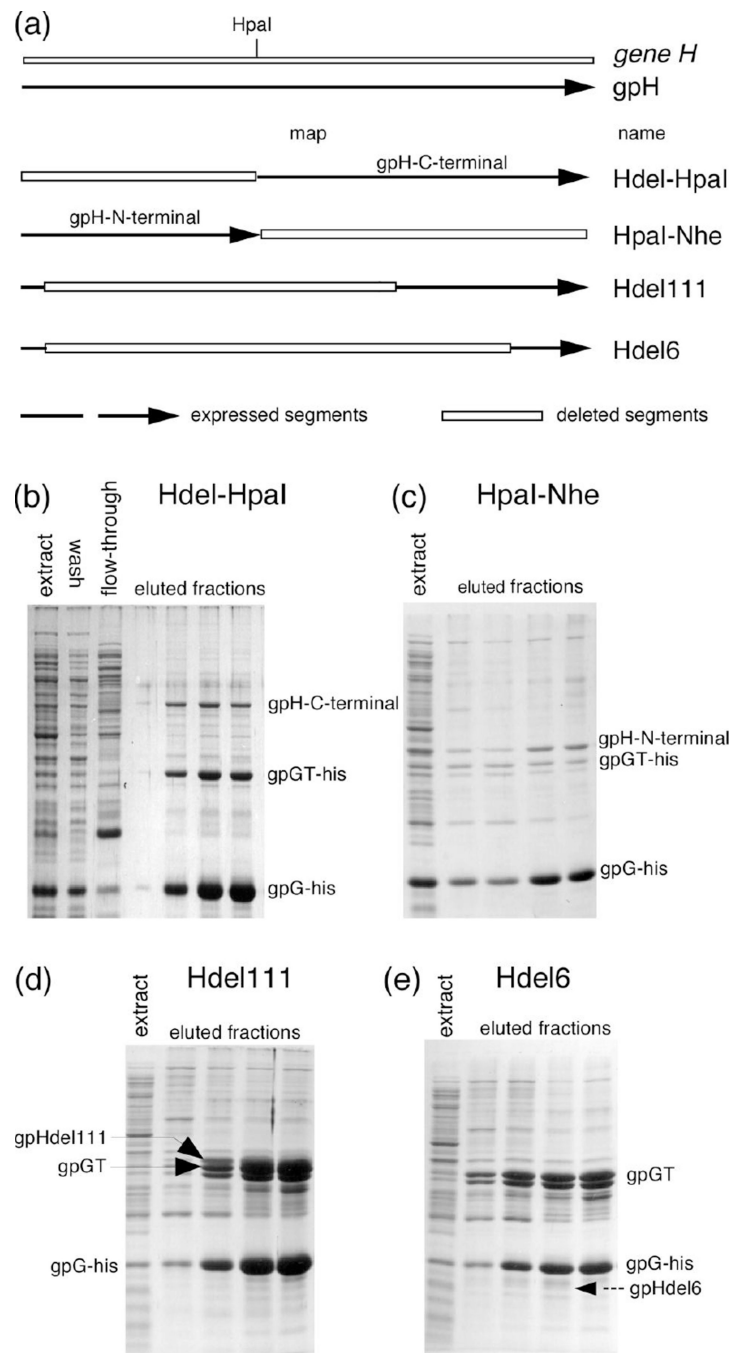 (a)
HpaI
gene H
gpH
map name
gpH-C-terminal
Hdel-HpaI
gpH-N-terminal
HpaI-Nhe
Hdel111
Hdel6
expressed segments deleted segments
(b) Hdel-HpaI
extract
wash
flow-through
eluted fractions
gpH-C-terminal
gpGT-his
gpG-his
(c) HpaI-Nhe
extract
eluted fractions
gpH-N-terminal
gpGT-his
gpG-his
(d) Hdel111
extract
eluted fractions
gpHdel111
gpGT
gpG-his
(e) Hdel6
extract
eluted fractions
gpGT
gpG-his
gpHdel6